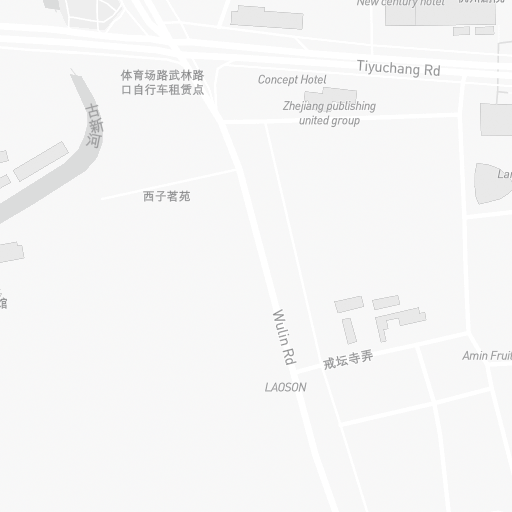 New century hotel
Tiyuchang Rd
体育场路武林路
口自行车租赁点
Concept Hotel
Zhejiang publishing
united group
古新河
西子茗苑
馆
Wulin Rd
戒坛寺弄
Amin Fruit
LAOSON